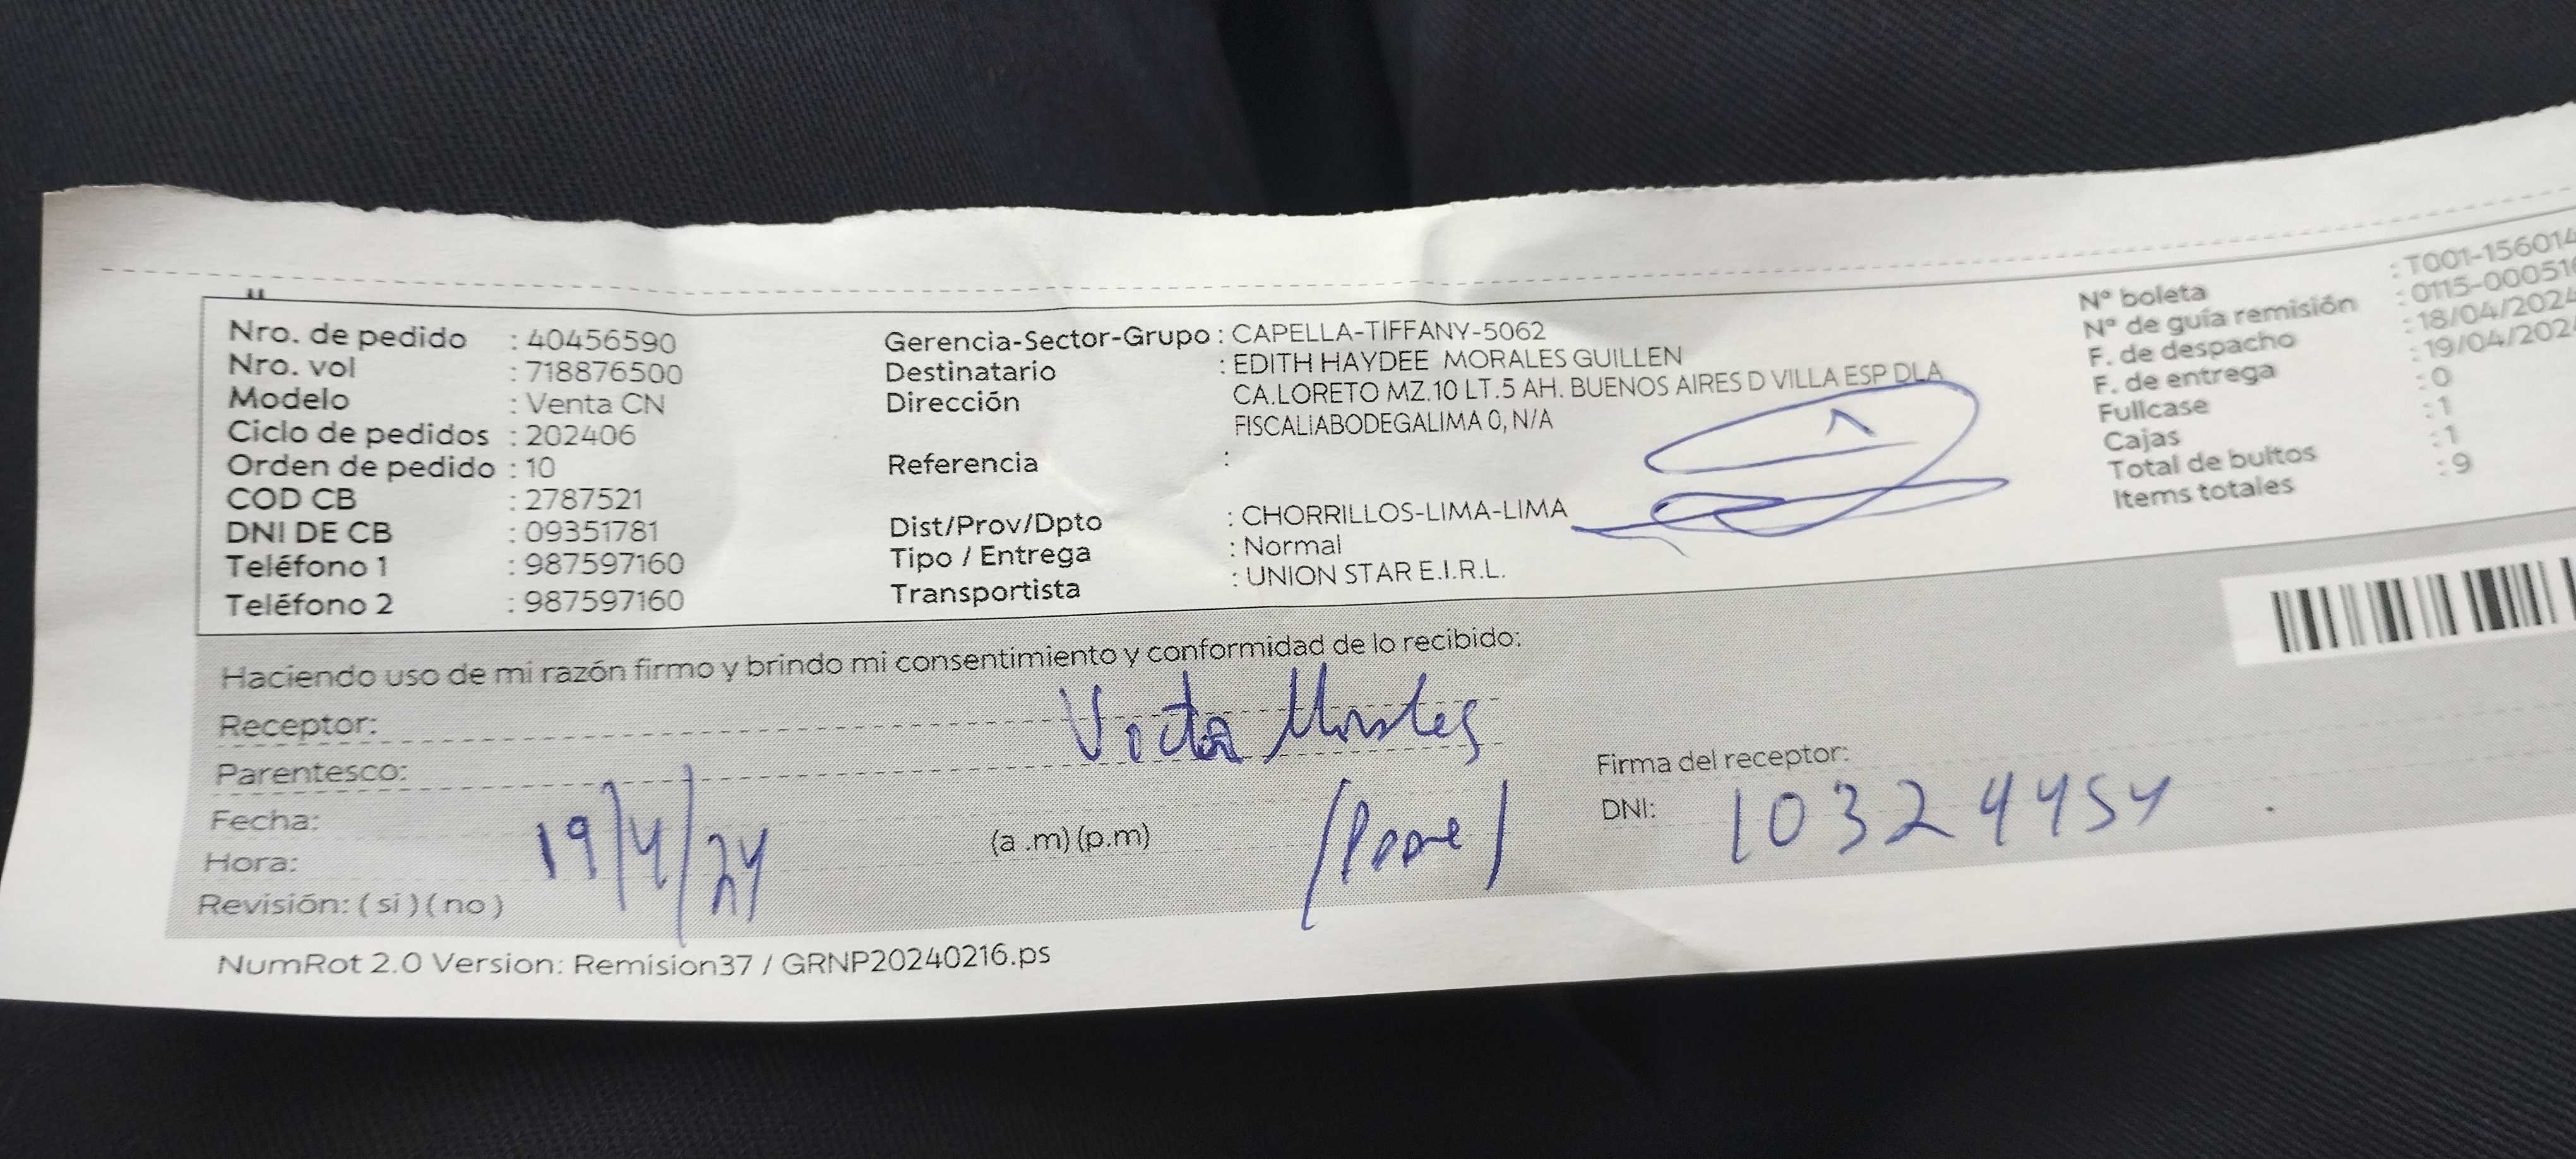 Nro. de pedido : 40456590
Nro. vol : 718876500
Modelo : Venta CN
Ciclo de pedidos : 202406
Orden de pedido : 10
COD CB : 2787521
DNI DE CB : 09351781
Teléfono 1 : 987597160
Teléfono 2 : 987597160
Gerencia-Sector-Grupo : CAPELLA-TIFFANY-5062
Destinatario : EDITH HAYDEE MORALES GUILLEN
Dirección CA.LORETO MZ.10 LT.5 AH. BUENOS AIRES D VILLA ESP DLA
FISCALIABODEGALIMA 0, N/A
Referencia :
Dist/Prov/Dpto : CHORRILLOS-LIMA-LIMA
Tipo / Entrega : Normal
Transportista : UNION STAR E.I.R.L.
Nº boleta : T001-156014
Nº de guía remisión : 0115-00051
F. de despacho : 18/04/2024
F. de entrega : 19/04/202
Fullcase : 0
Cajas : 1
Total de bultos : 1
Items totales : 9
Haciendo uso de mi razón firmo y brindo mi consentimiento y conformidad de lo recibido:
Receptor: Morales
Parentesco:
Fecha: 19/4/24
Hora: (a .m) (p.m)
Revisión: ( si ) ( no )
Firma del receptor:
DNI: 10324454
NumRot 2.0 Version: Remision37 / GRNP20240216.ps